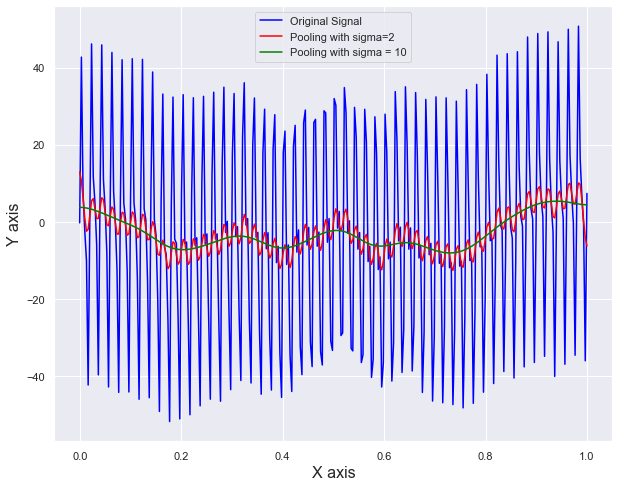 Original Signal
Pooling with sigma=2
Pooling with sigma = 10
Y axis
40
20
0
−20
−40
0.0 0.2 0.4 0.6 0.8 1.0
X axis